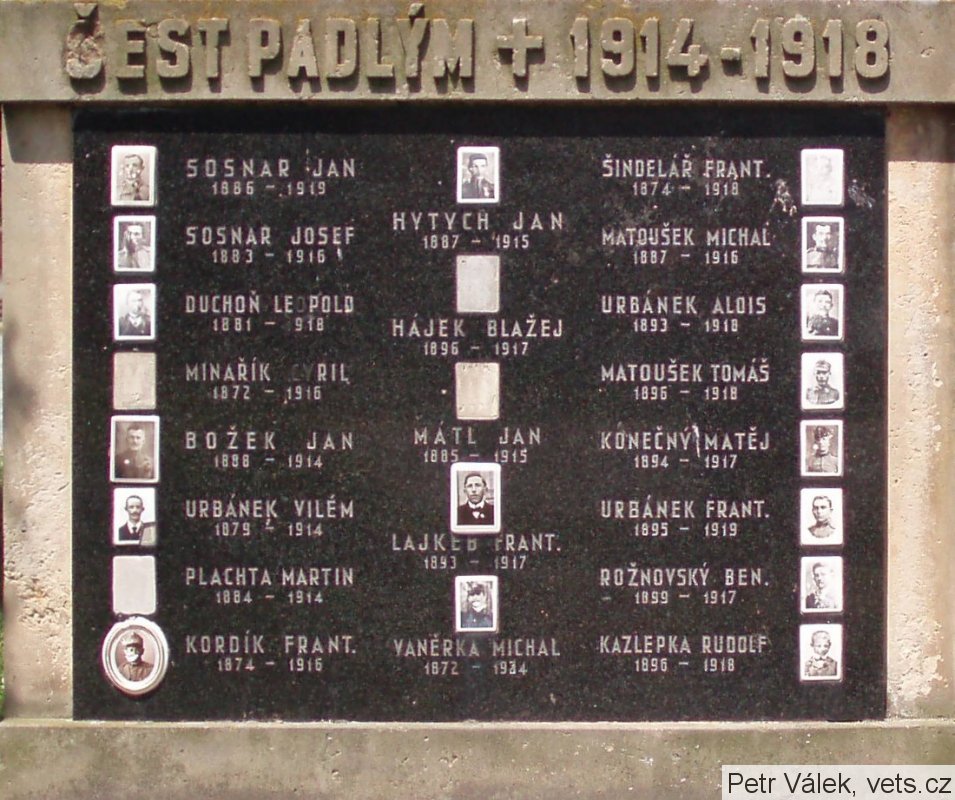 ČEST PADLÝM + 1914-1918
SOSNAR JAN
1886 - 1919
SOSNAR JOSEF
1883 - 1916
DUCHOŇ LEOPOLD
1881 - 1918
MINAŘÍK CYRIL
1872 - 1916
BOŽEK JAN
1888 - 1914
URBÁNEK VILÉM
1879 - 1914
PLACHTA MARTIN
1884 - 1914
KORDÍK FRANT.
1874 - 1916
HYTYCH JAN
1887 - 1915
HÁJEK BLAŽEJ
1896 - 1917
MÁTL JAN
1885 - 1915
LAJKEB FRANT.
1893 - 1917
VANĚRKA MICHAL
1872 - 1934
ŠINDELÁŘ FRANT.
1874 - 1918
MATOUŠEK MICHAL
1887 - 1916
URBÁNEK ALOIS
1893 - 1918
MATOUŠEK TOMÁŠ
1896 - 1918
KONEČNÝ MATĚJ
1894 - 1917
URBÁNEK FRANT.
1895 - 1919
ROŽNOVSKÝ BEN.
1899 - 1917
KAZLEPKA RUDOLF
1896 - 1918
Petr Válek, vets.cz